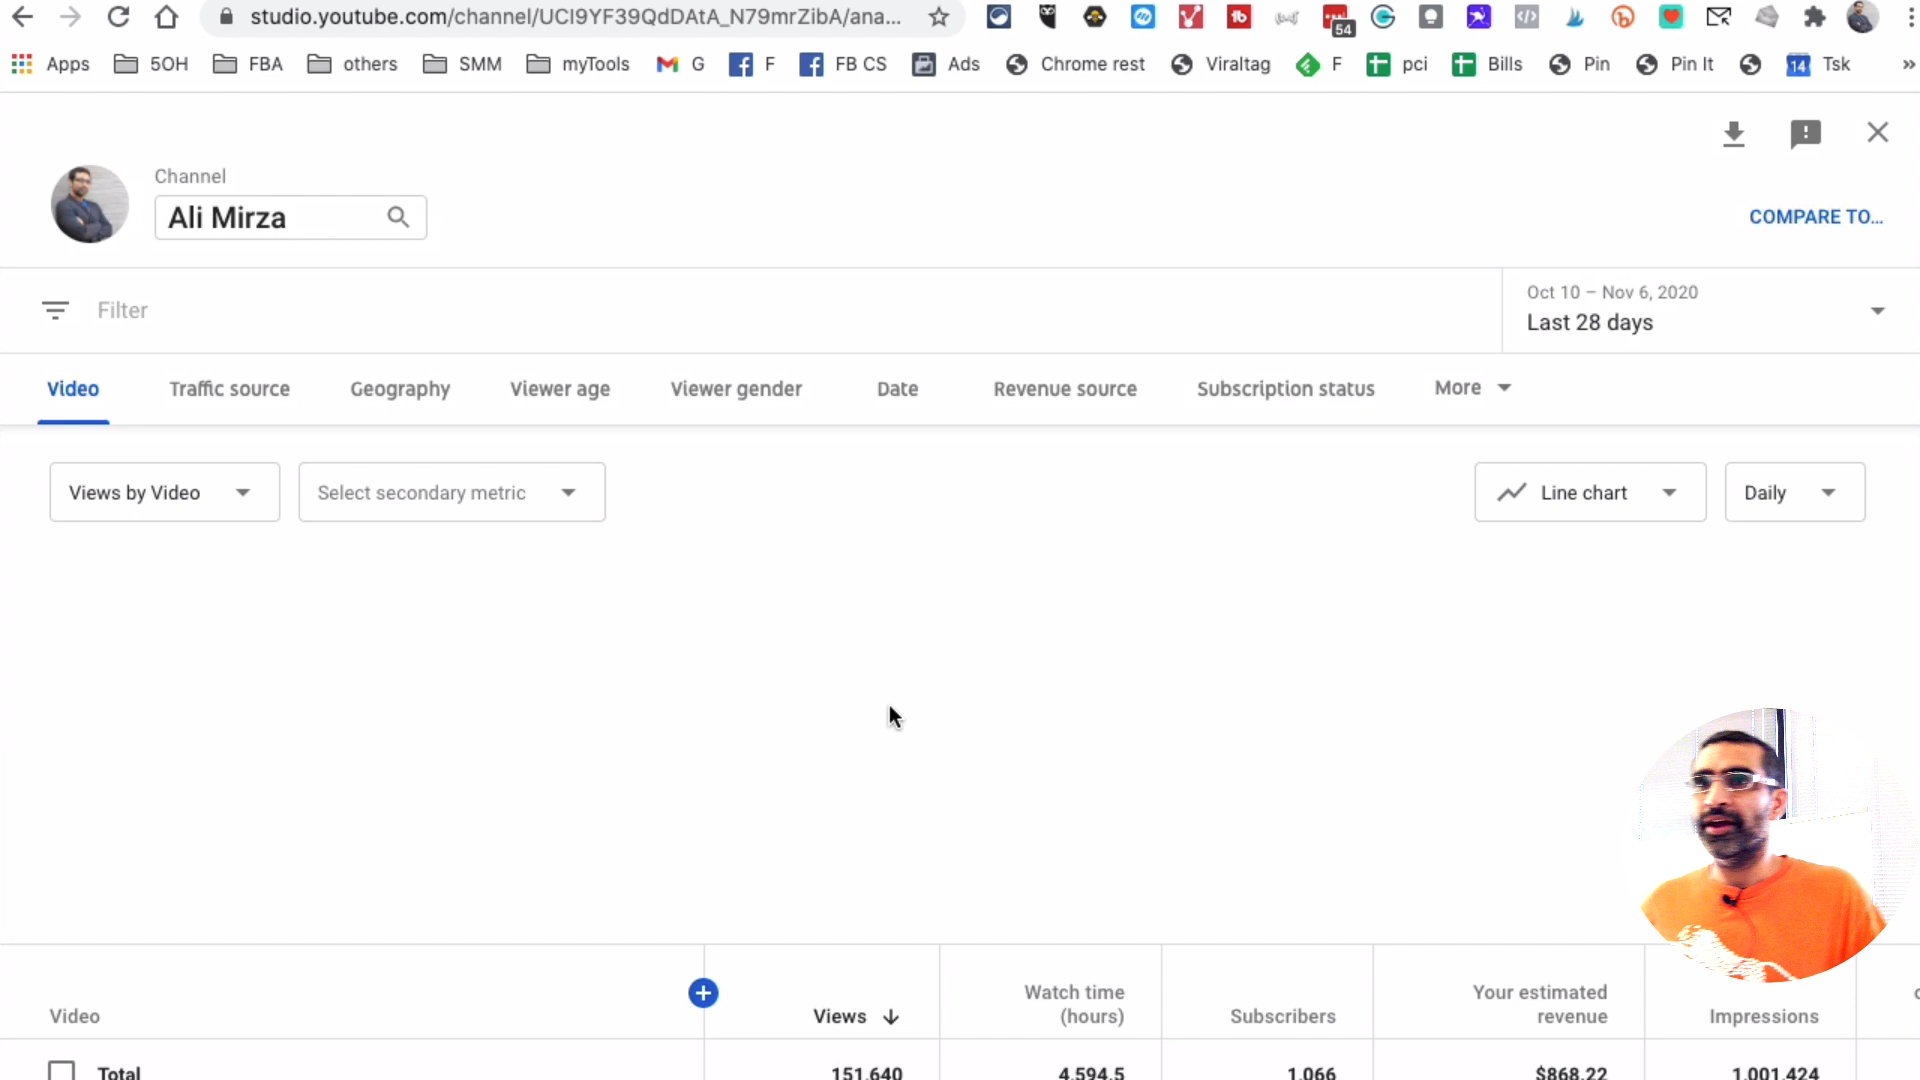 studio.youtube.com/channel/UCl9YF39QdDAtA_N79mrZibA/ana...
54
Apps 5OH FBA others SMM myTools G F FB CS Ads Chrome rest Viraltag F pci Bills Pin Pin It 14 Tsk »
Channel
Ali Mirza
COMPARE TO...
Filter
Oct 10 – Nov 6, 2020
Last 28 days
Video Traffic source Geography Viewer age Viewer gender Date Revenue source Subscription status More
Views by Video Select secondary metric Line chart Daily
Video
Views
Watch time
(hours)
Subscribers
Your estimated
revenue
Impressions
Total 151,640 4,594.5 1,066 $868.22 1,001,424